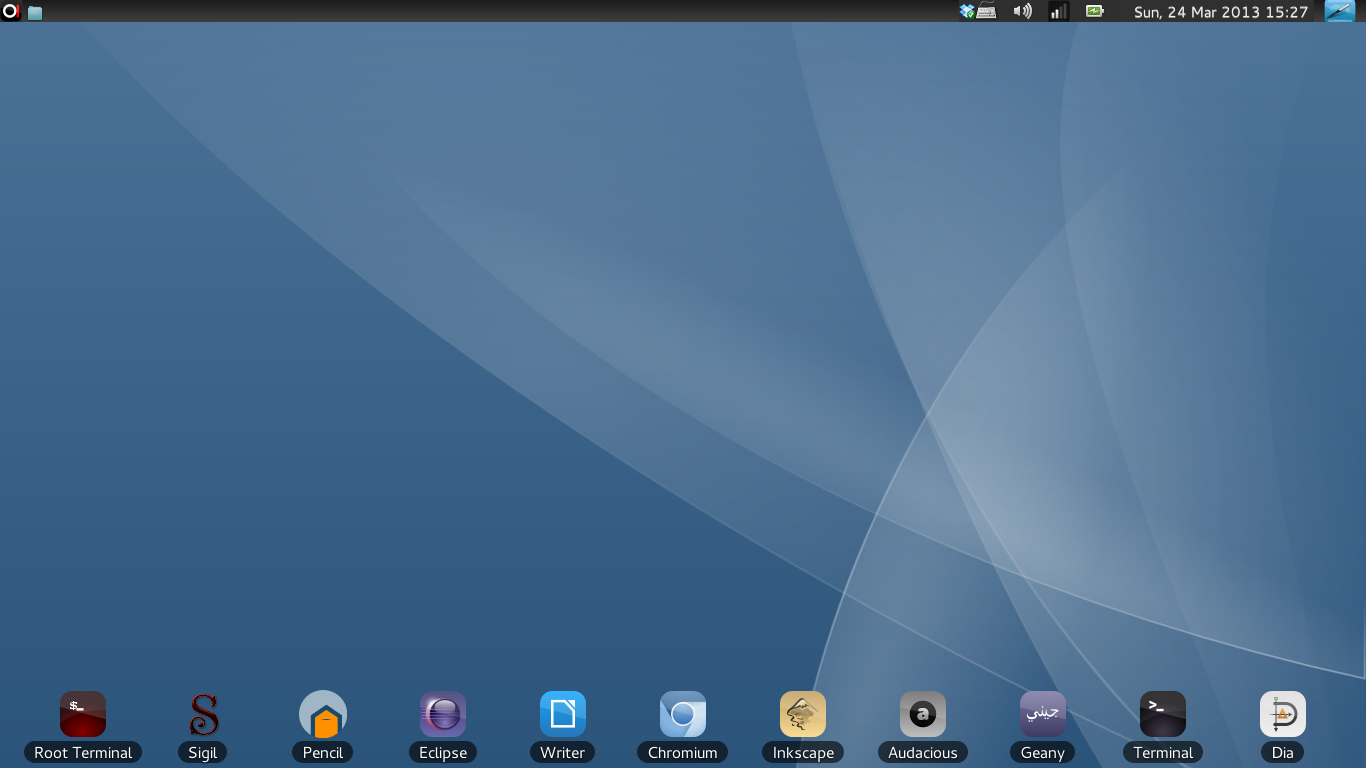 Sun, 24 Mar 2013 15:27
$_
S
a
جيني
>_
Root Terminal
Sigil
Pencil
Eclipse
Writer
Chromium
Inkscape
Audacious
Geany
Terminal
Dia